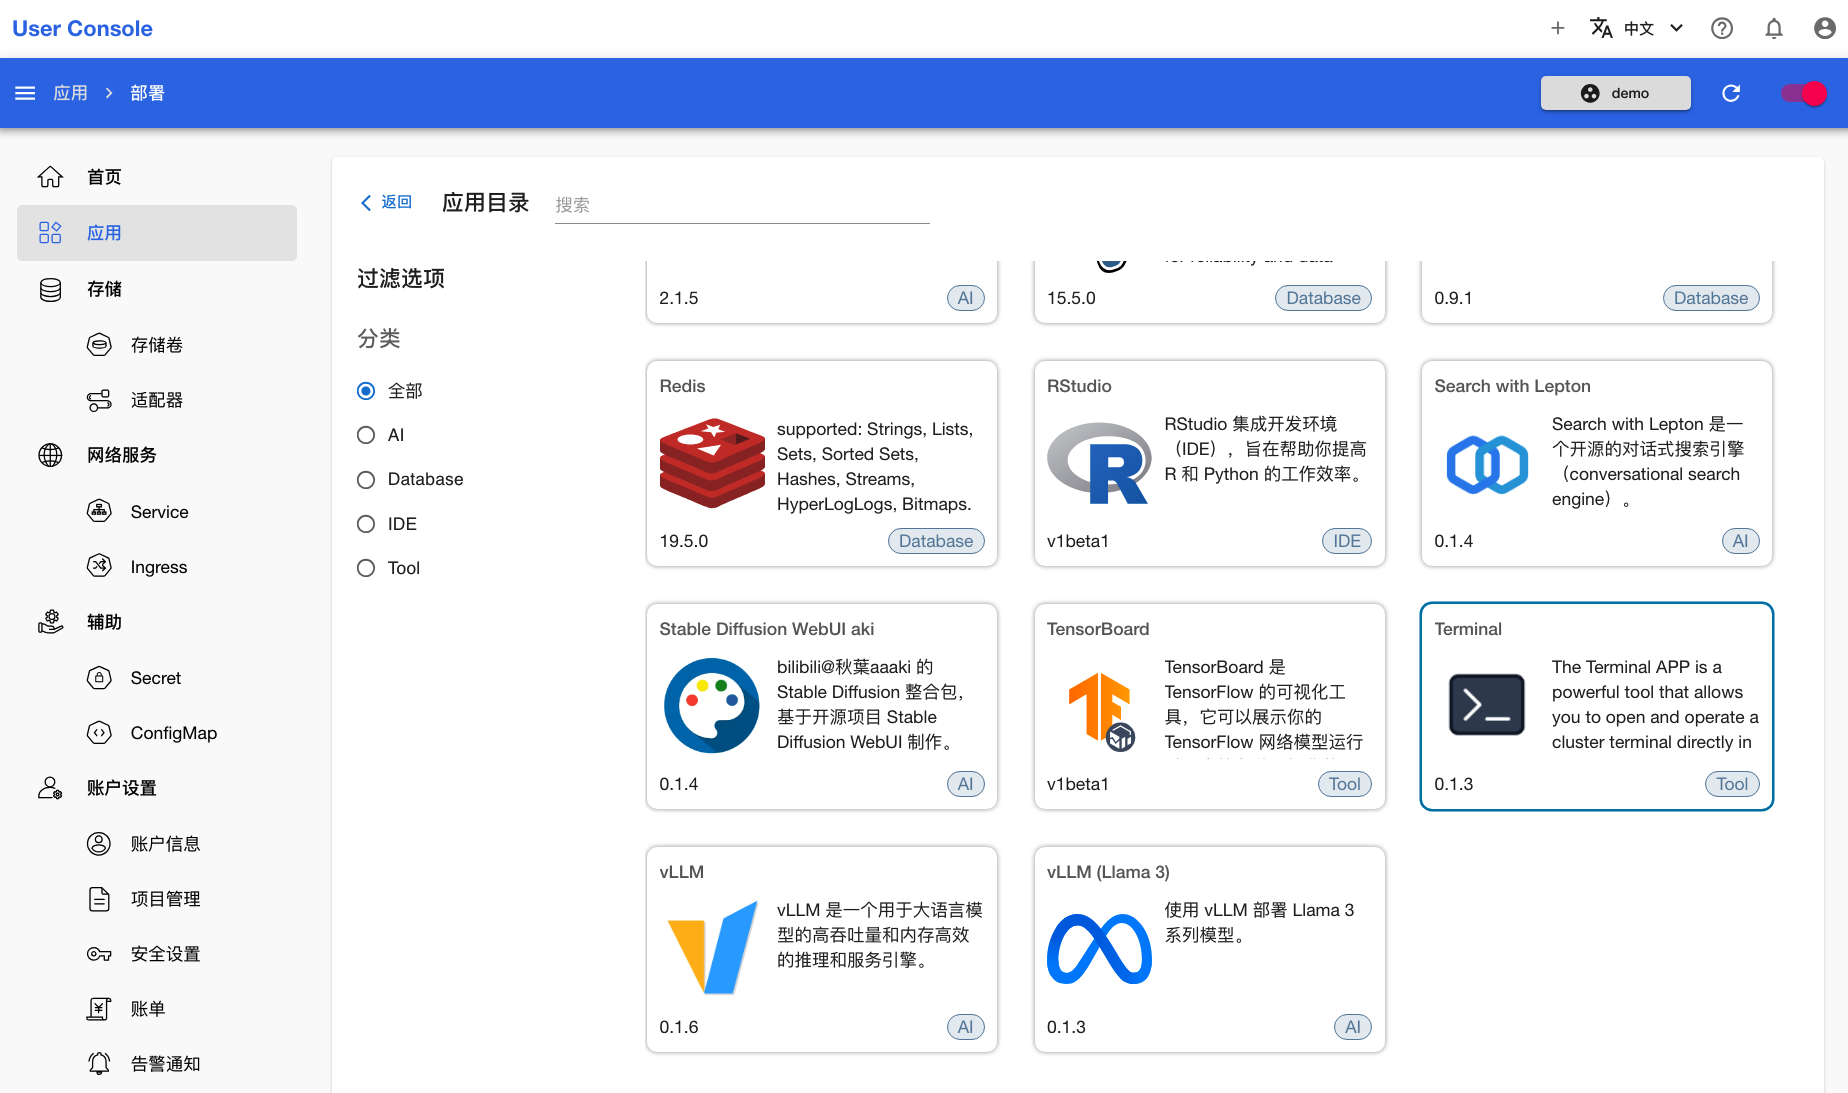 User Console
中文
应用
部署
demo
首页
应用
存储
存储卷
适配器
网络服务
Service
Ingress
辅助
Secret
ConfigMap
账户设置
账户信息
项目管理
安全设置
账单
告警通知
返回
应用目录
搜索
过滤选项
分类
全部
AI
Database
IDE
Tool
2.1.5
AI
for reliability and data
15.5.0
Database
0.9.1
Database
Redis
supported: Strings, Lists,
Sets, Sorted Sets,
Hashes, Streams,
HyperLogLogs, Bitmaps.
19.5.0
Database
RStudio
RStudio 集成开发环境
（IDE），旨在帮助你提高
R 和 Python 的工作效率。
v1beta1
IDE
Search with Lepton
Search with Lepton 是一
个开源的对话式搜索引擎
（conversational search
engine）。
0.1.4
AI
Stable Diffusion WebUI aki
bilibili@秋葉aaaki 的
Stable Diffusion 整合包，
基于开源项目 Stable
Diffusion WebUI 制作。
0.1.4
AI
TensorBoard
TensorBoard 是
TensorFlow 的可视化工
具，它可以展示你的
TensorFlow 网络模型运行
v1beta1
Tool
Terminal
The Terminal APP is a
powerful tool that allows
you to open and operate a
cluster terminal directly in
0.1.3
Tool
vLLM
vLLM 是一个用于大语言模
型的高吞吐量和内存高效
的推理和服务引擎。
0.1.6
AI
vLLM (Llama 3)
使用 vLLM 部署 Llama 3
系列模型。
0.1.3
AI